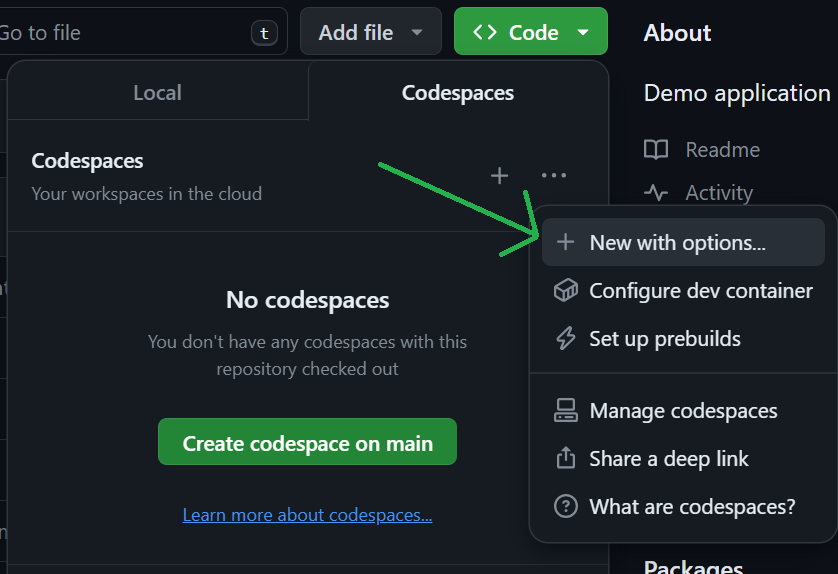 Go to file
t
Add file
Code
About
Local
Codespaces
Demo application
Codespaces
Your workspaces in the cloud
Readme
Activity
New with options...
Configure dev container
Set up prebuilds
Manage codespaces
Share a deep link
What are codespaces?
No codespaces
You don't have any codespaces with this
repository checked out
Create codespace on main
Learn more about codespaces...
Packages